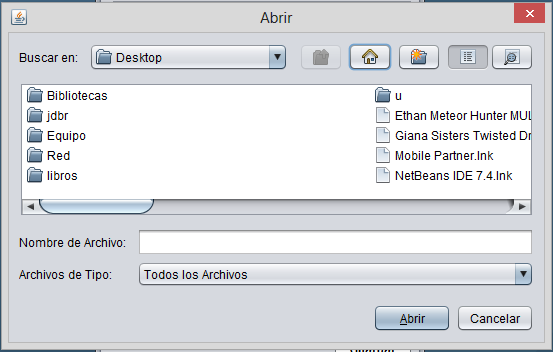 Abrir
Buscar en: Desktop
Bibliotecas
jdbr
Equipo
Red
libros
u
Ethan Meteor Hunter MUL
Giana Sisters Twisted Dr
Mobile Partner.lnk
NetBeans IDE 7.4.lnk
Nombre de Archivo:
Archivos de Tipo: Todos los Archivos
Abrir Cancelar